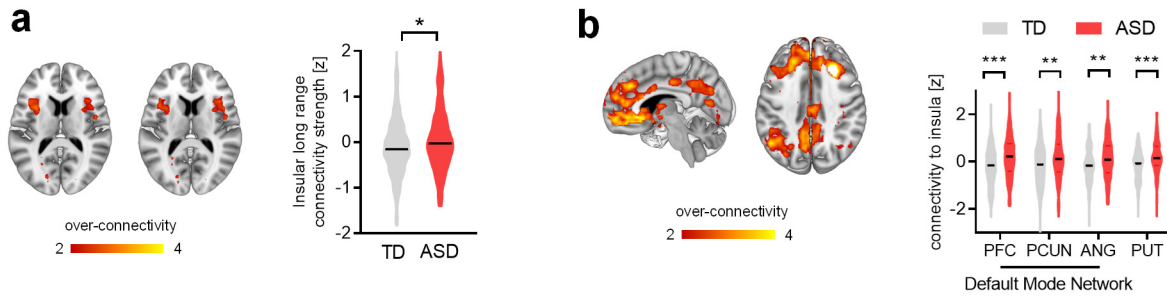 a
over-connectivity
2 4
Insular long range
connectivity strength [z]
2
1
0
-1
-2
*
TD ASD
b
over-connectivity
2 4
TD ASD
connectivity to insula [z]
2
0
-2
*** ** ** ***
PFC PCUN ANG PUT
Default Mode Network